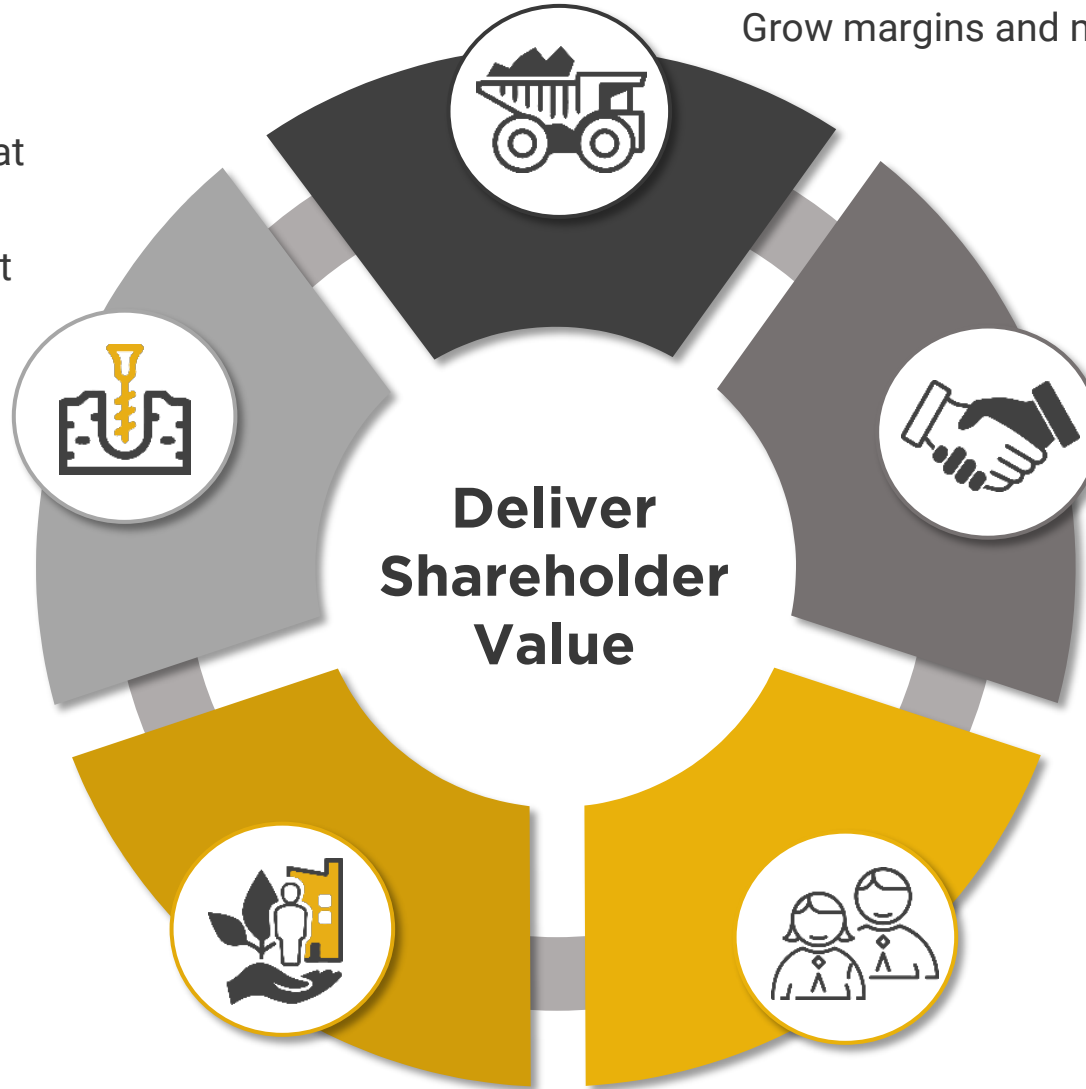 Grow margins and
at
t
Deliver
Shareholder
Value